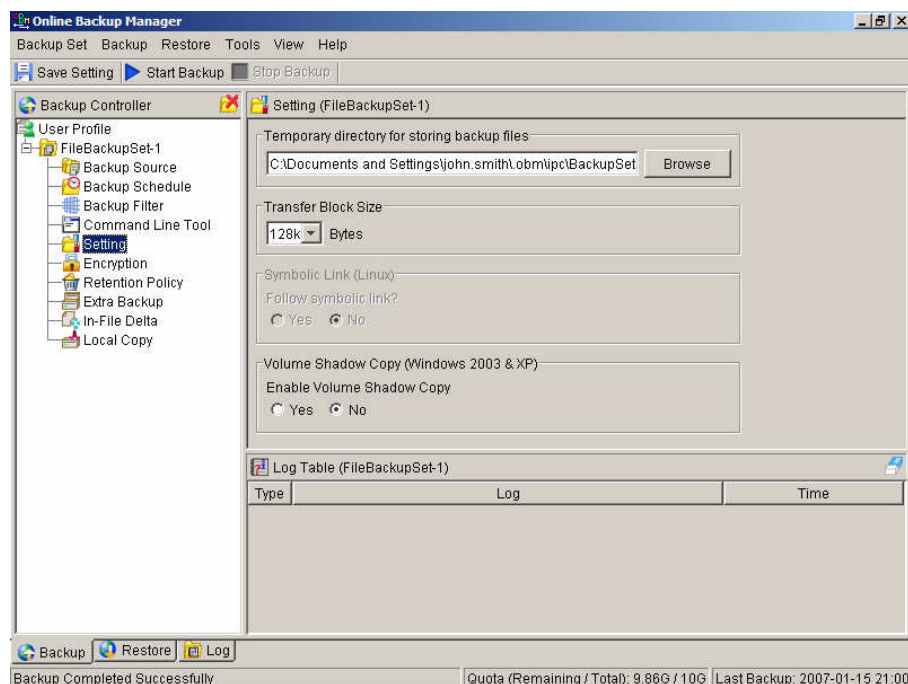 Online Backup Manager
Backup Set Backup Restore Tools View Help
Save Setting Start Backup Stop Backup
Backup Controller
User Profile
FileBackupSet-1
Backup Source
Backup Schedule
Backup Filter
Command Line Tool
Setting
Encryption
Retention Policy
Extra Backup
In-File Delta
Local Copy
Setting (FileBackupSet-1)
Temporary directory for storing backup files
C:\Documents and Settings\john.smith\.obm\ipc\BackupSet Browse
Transfer Block Size
128k Bytes
Symbolic Link (Linux)
Follow symbolic link?
Yes No
Volume Shadow Copy (Windows 2003 & XP)
Enable Volume Shadow Copy
Yes No
Log Table (FileBackupSet-1)
Type Log Time
Backup Restore Log
Backup Completed Successfully Quota (Remaining / Total): 9.86G / 10G Last Backup: 2007-01-15 21:00